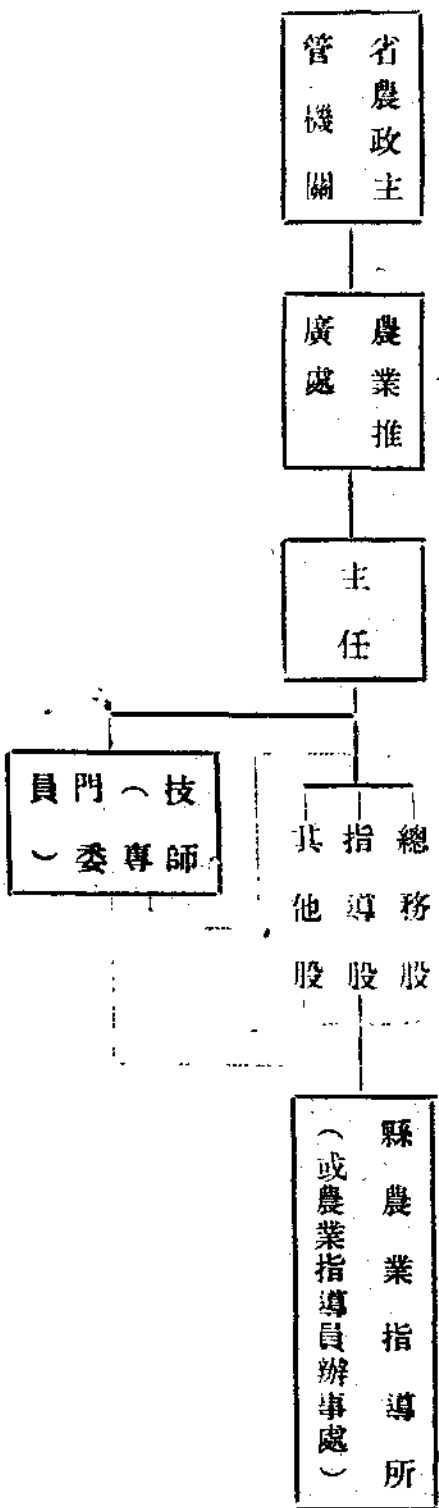 省農政主
管機關
農業推
廣處
主任
總務股
指導股
其他股
技師
（專
門委
員）
縣農業指導所
（或農業指導員辦事處）